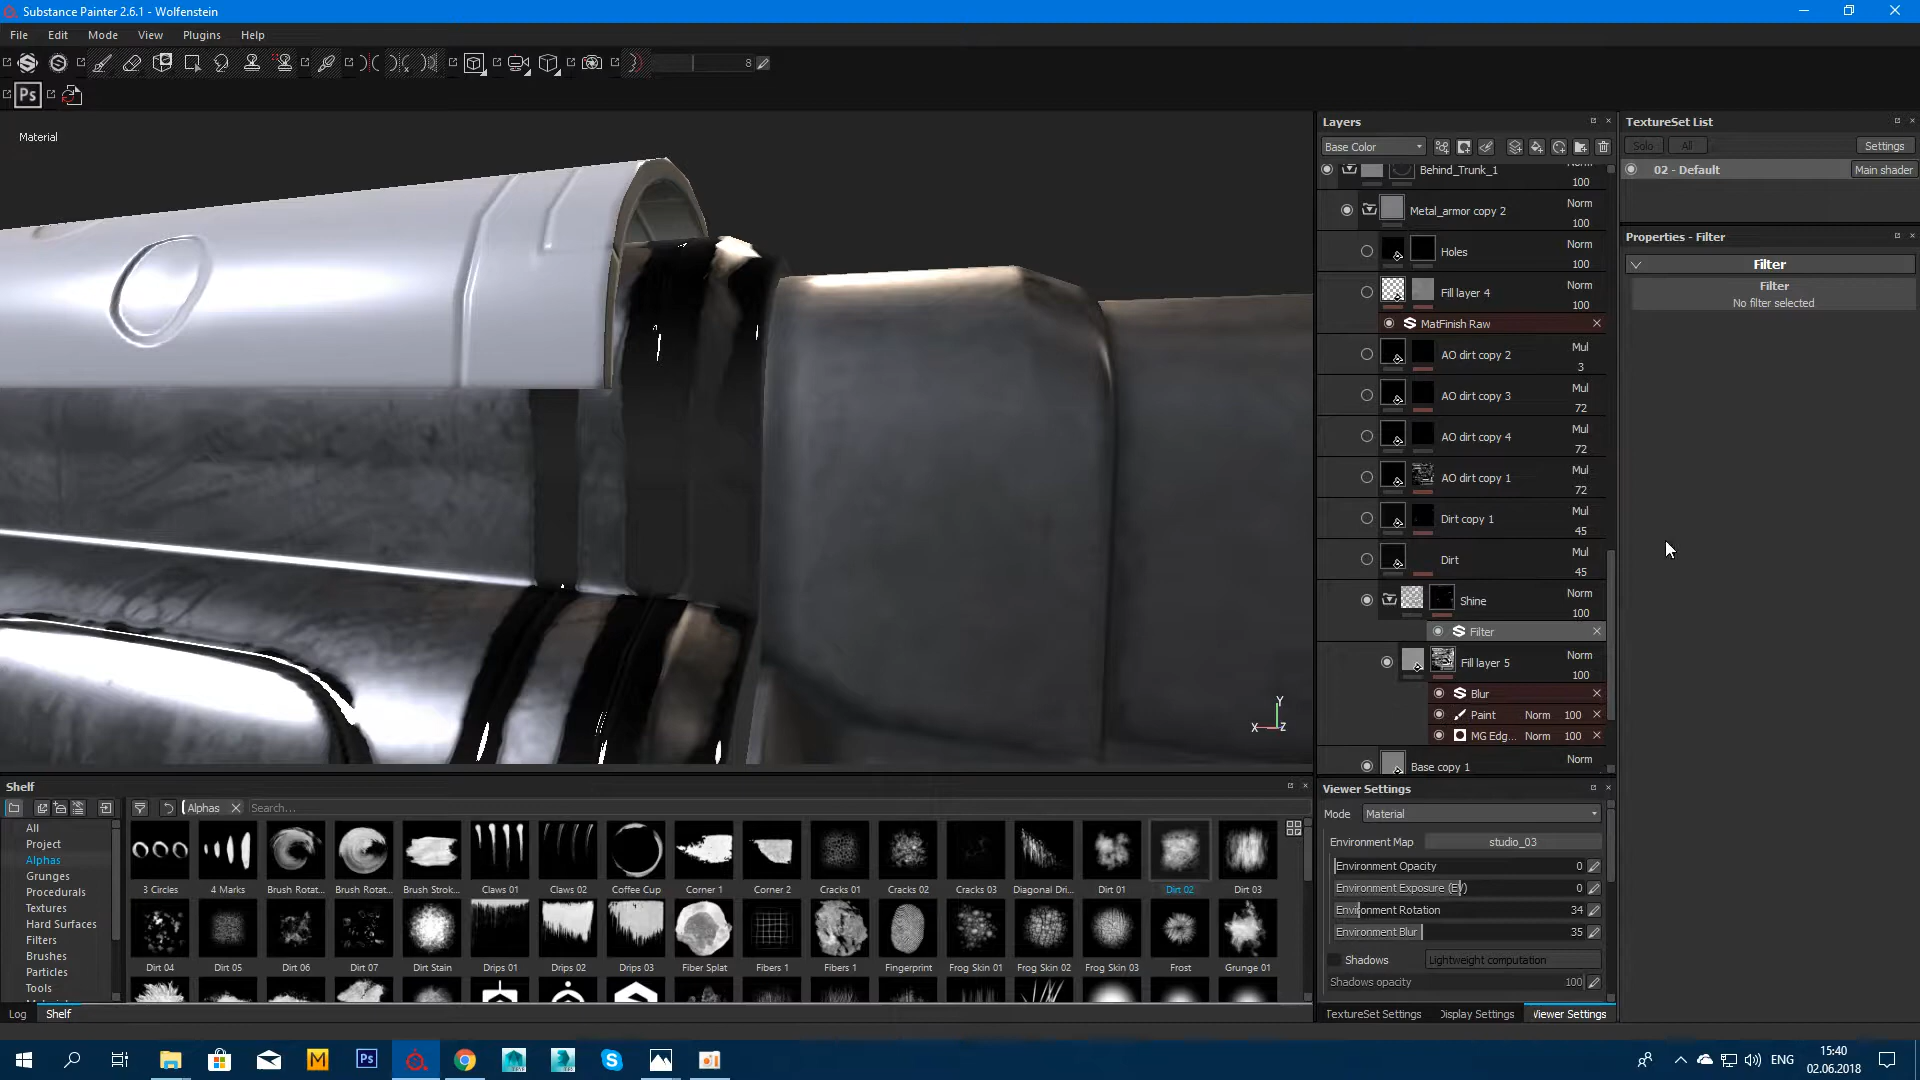 Substance Painter 2.6.1 - Wolfenstein
File Edit Mode View Plugins Help
8
Ps
Material
Layers
Base Color
Behind_Trunk_1
100
Metal_armor copy 2 Norm
100
Holes Norm
100
Fill layer 4 Norm
100
MatFinish Raw
AO dirt copy 2 Mul
3
AO dirt copy 3 Mul
72
AO dirt copy 4 Mul
72
AO dirt copy 1 Mul
72
Dirt copy 1 Mul
45
Dirt Mul
45
Shine Norm
100
Filter
Fill layer 5 Norm
100
Blur
Paint Norm 100
MG Edg... Norm 100
Base copy 1 Norm
TextureSet List
Solo All Settings
02 - Default Main shader
Properties - Filter
Filter
Filter
No filter selected
Y
X Z
Shelf
Alphas Search...
All
Project
Alphas
Grunges
Procedurals
Textures
Hard Surfaces
Filters
Brushes
Particles
Tools
3 Circles 4 Marks Brush Rotat... Brush Rotat... Brush Strok... Claws 01 Claws 02 Coffee Cup Corner 1 Corner 2 Cracks 01 Cracks 02 Cracks 03 Diagonal Dri... Dirt 01 Dirt 02 Dirt 03
Dirt 04 Dirt 05 Dirt 06 Dirt 07 Dirt Stain Drips 01 Drips 02 Drips 03 Fiber Splat Fibers 1 Fibers 1 Fingerprint Frog Skin 01 Frog Skin 02 Frog Skin 03 Frost Grunge 01
Log Shelf
Viewer Settings
Mode Material
Environment Map studio_03
Environment Opacity 0
Environment Exposure (EV) 0
Environment Rotation 34
Environment Blur 35
Shadows Lightweight computation
Shadows opacity 100
TextureSet Settings Display Settings Viewer Settings
Ps
ENG
15:40
02.06.2018